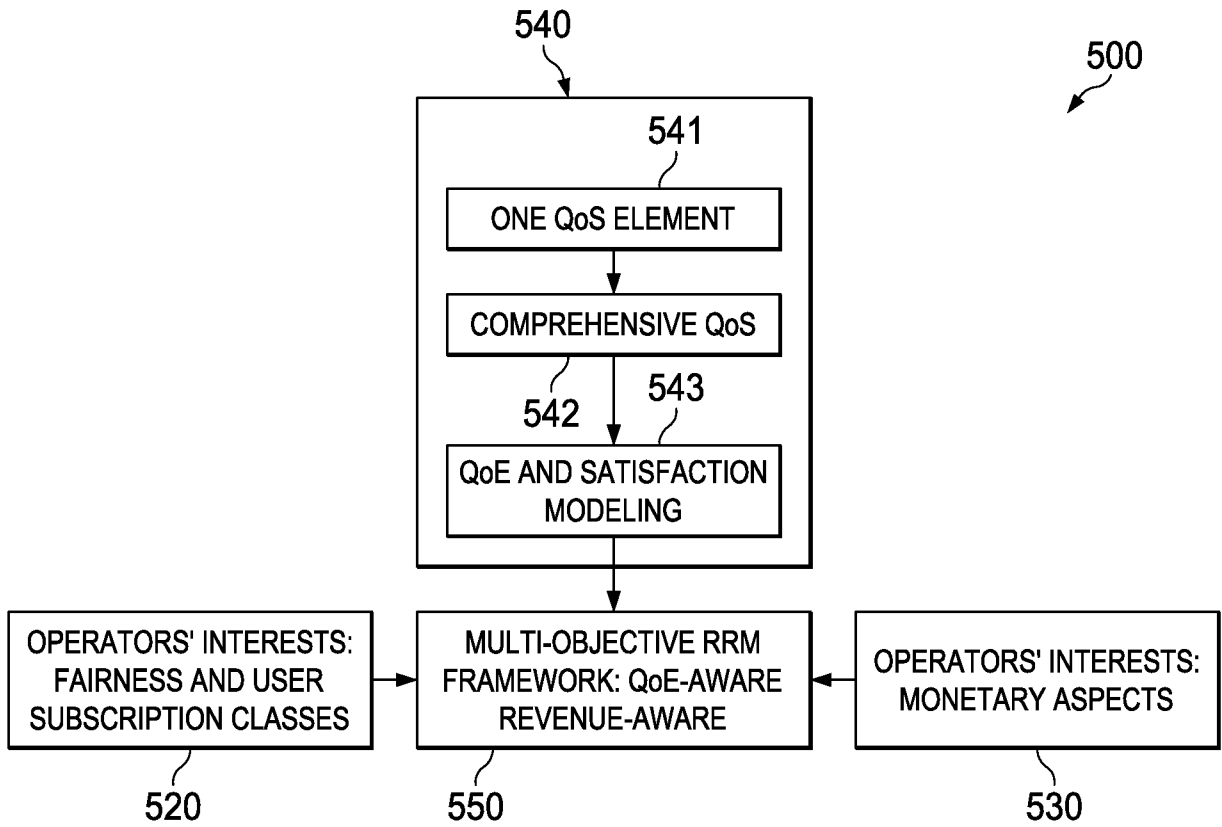 540
500
541
ONE QoS ELEMENT
COMPREHENSIVE QoS
542
543
QoE AND SATISFACTION
MODELING
OPERATORS' INTERESTS:
FAIRNESS AND USER
SUBSCRIPTION CLASSES
MULTI-OBJECTIVE RRM
FRAMEWORK: QoE-AWARE
REVENUE-AWARE
OPERATORS' INTERESTS:
MONETARY ASPECTS
520
550
530